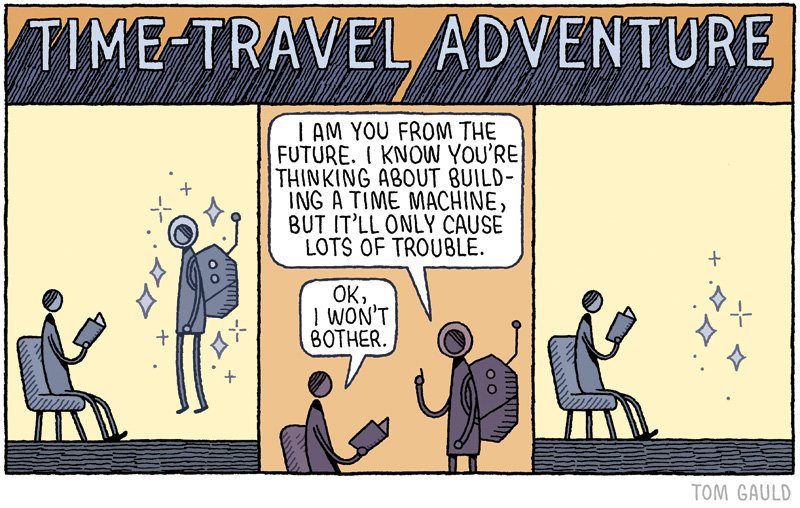 TIME-TRAVEL ADVENTURE
I AM YOU FROM THE
FUTURE. I KNOW YOU'RE
THINKING ABOUT BUILD-
ING A TIME MACHINE,
BUT IT'LL ONLY CAUSE
LOTS OF TROUBLE.
OK,
I WON'T
BOTHER.
TOM GAULD